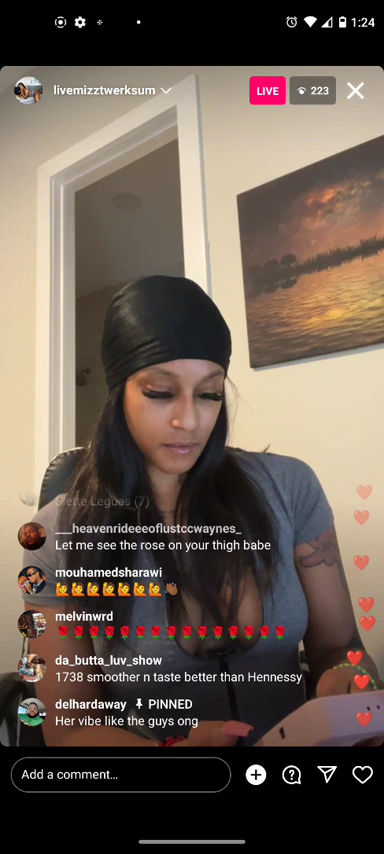 1:24
livemizztwerksum
LIVE
223
Siette Leguas (7)
___heavenrideeeoflustccwaynes_
Let me see the rose on your thigh babe
mouhamedsharawi
🙋🙋🙋🙋🙋🙋🙋👋🏾
melvinwrd
🌹🌹🌹🌹🌹🌹🌹🌹🌹🌹🌹🌹🌹🌹🌹
da_butta_luv_show
1738 smoother n taste better than Hennessy
delhardaway 📌 PINNED
Her vibe like the guys ong
Add a comment...